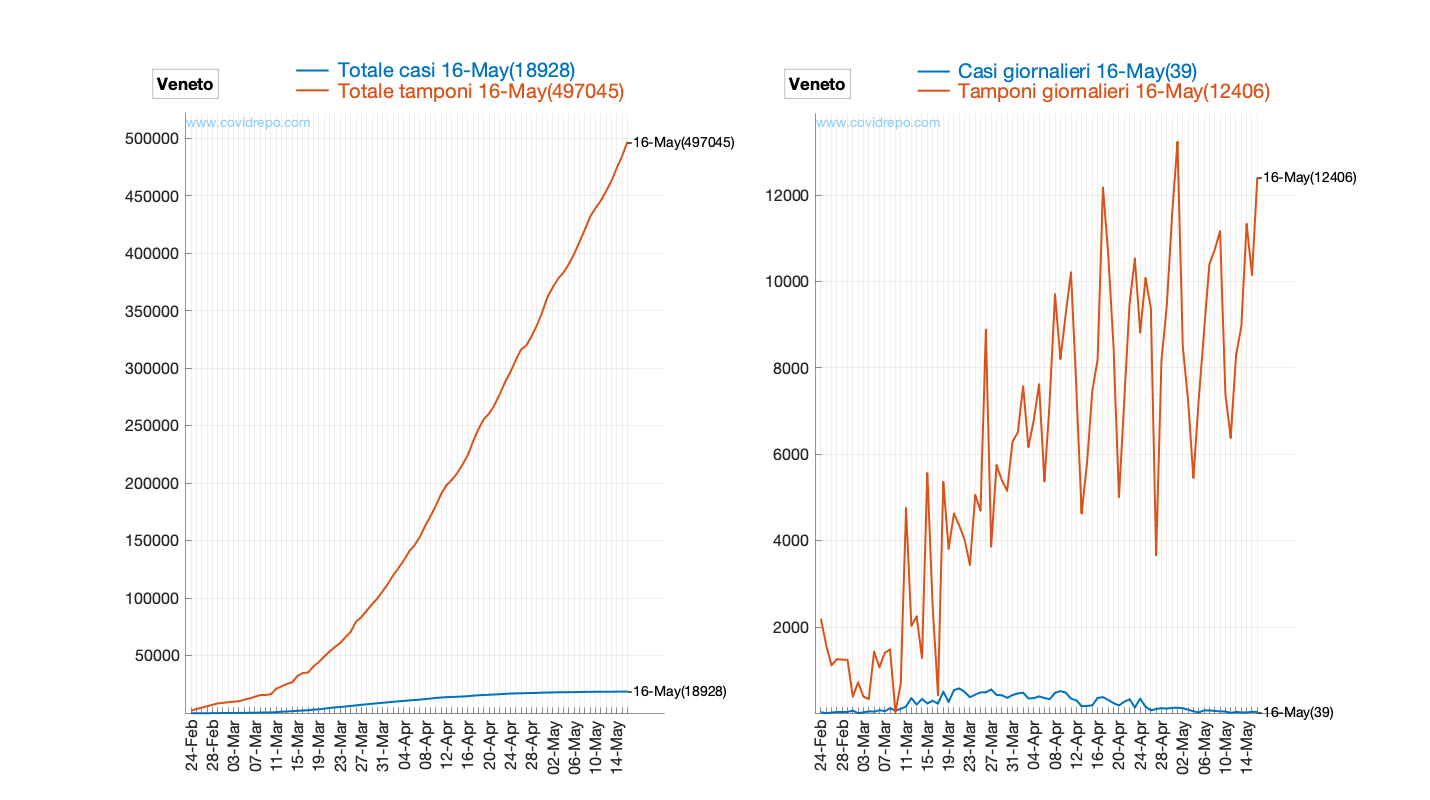 Veneto
Totale casi 16-May(18928)
Totale tamponi 16-May(497045)
www.covidrepo.com
500000
450000
400000
350000
300000
250000
200000
150000
100000
50000
16-May(497045)
16-May(18928)
24-Feb
28-Feb
03-Mar
07-Mar
11-Mar
15-Mar
19-Mar
23-Mar
27-Mar
31-Mar
04-Apr
08-Apr
12-Apr
16-Apr
20-Apr
24-Apr
28-Apr
02-May
06-May
10-May
14-May
Veneto
Casi giornalieri 16-May(39)
Tamponi giornalieri 16-May(12406)
www.covidrepo.com
12000
10000
8000
6000
4000
2000
16-May(12406)
16-May(39)
24-Feb
28-Feb
03-Mar
07-Mar
11-Mar
15-Mar
19-Mar
23-Mar
27-Mar
31-Mar
04-Apr
08-Apr
12-Apr
16-Apr
20-Apr
24-Apr
28-Apr
02-May
06-May
10-May
14-May